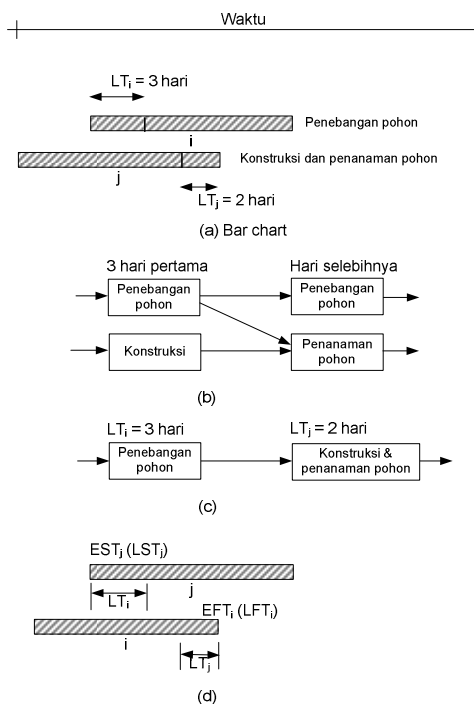 Waktu
LTi = 3 hari
Penebangan pohon
i
Konstruksi dan penanaman pohon
j
LTj = 2 hari
(a) Bar chart
3 hari pertama
Hari selebihnya
Penebangan
pohon
Penebangan
pohon
Konstruksi
Penanaman
pohon
(b)
LTi = 3 hari
LTj = 2 hari
Penebangan
pohon
Konstruksi &
penanaman pohon
(c)
ESTj (LSTj)
LTi
j
EFTi (LFTi)
i
LTj
(d)